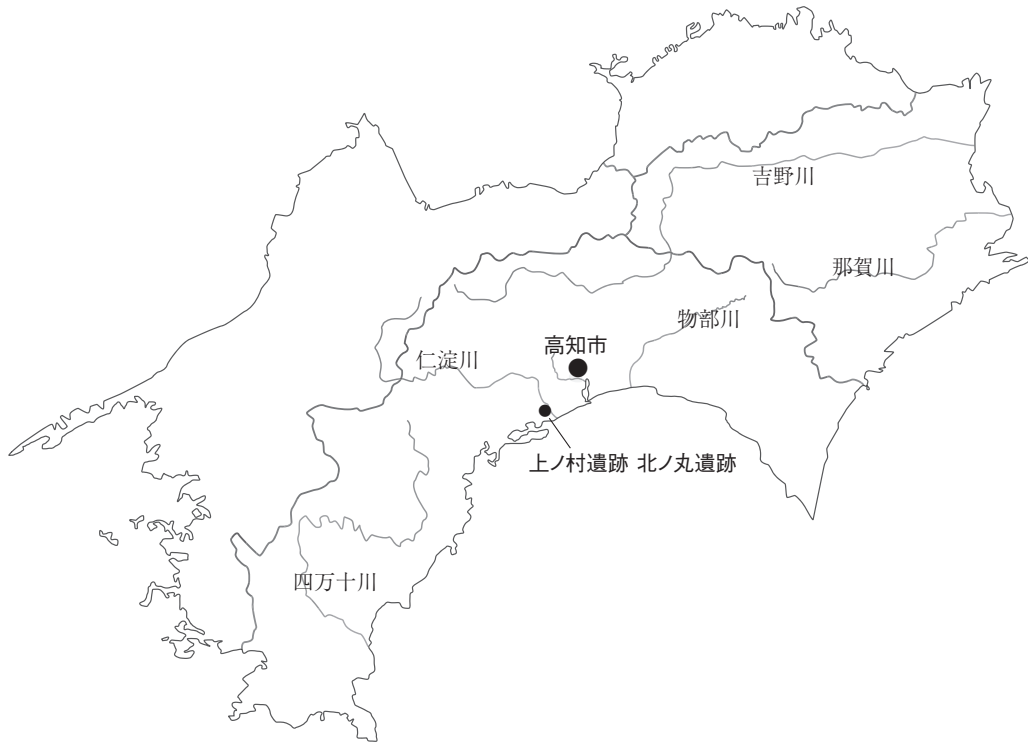 吉野川
那賀川
物部川
高知市
仁淀川
上ノ村遺跡 北ノ丸遺跡
四万十川